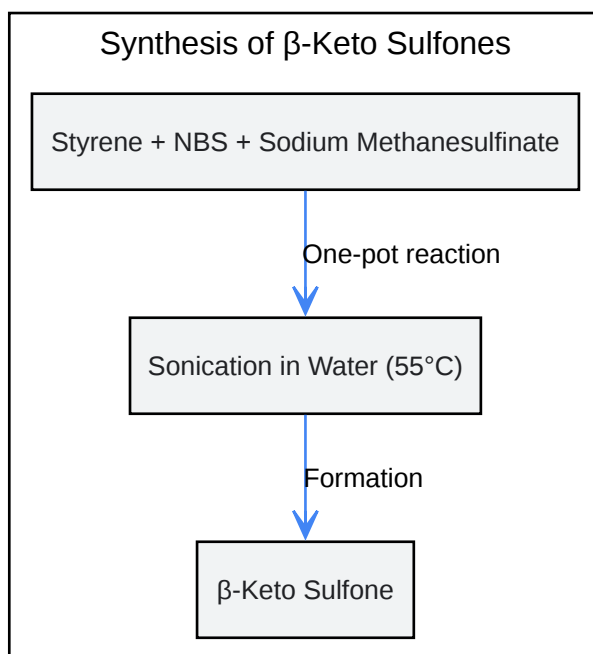 Synthesis of β-Keto Sulfones
Styrene + NBS + Sodium Methanesulfinate
One-pot reaction
Sonication in Water (55°C)
Formation
β-Keto Sulfone